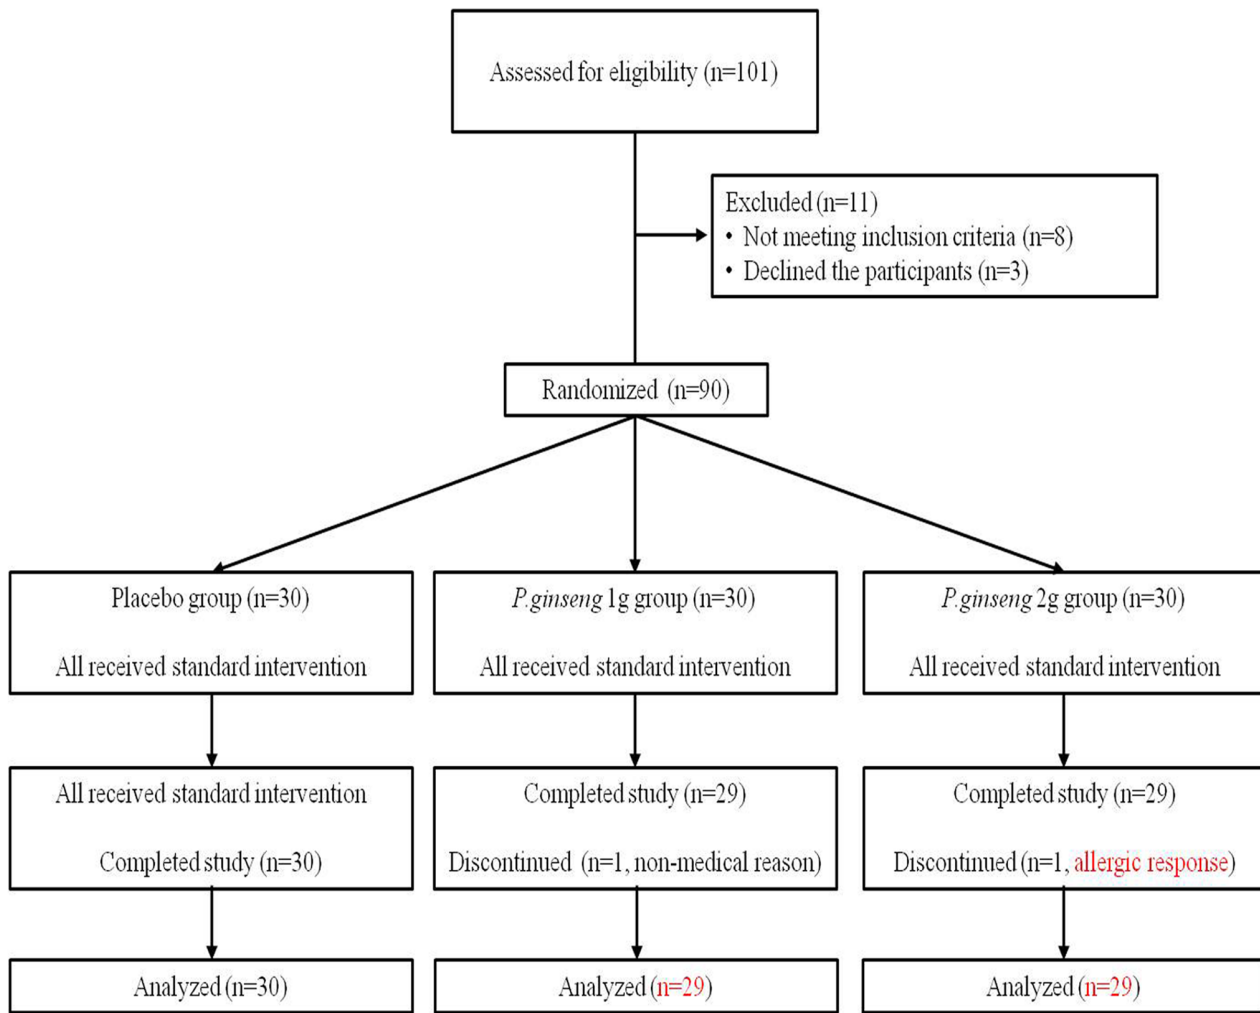 Assessed for eligibility (n=101)
Excluded (n=11)
• Not meeting inclusion criteria (n=8)
• Declined the participants (n=3)
Randomized (n=90)
Placebo group (n=30)
All received standard intervention
P.ginseng 1g group (n=30)
All received standard intervention
P.ginseng 2g group (n=30)
All received standard intervention
All received standard intervention
Completed study (n=30)
Completed study (n=29)
Discontinued (n=1, non-medical reason)
Completed study (n=29)
Discontinued (n=1, allergic response)
Analyzed (n=30)
Analyzed (n=29)
Analyzed (n=29)